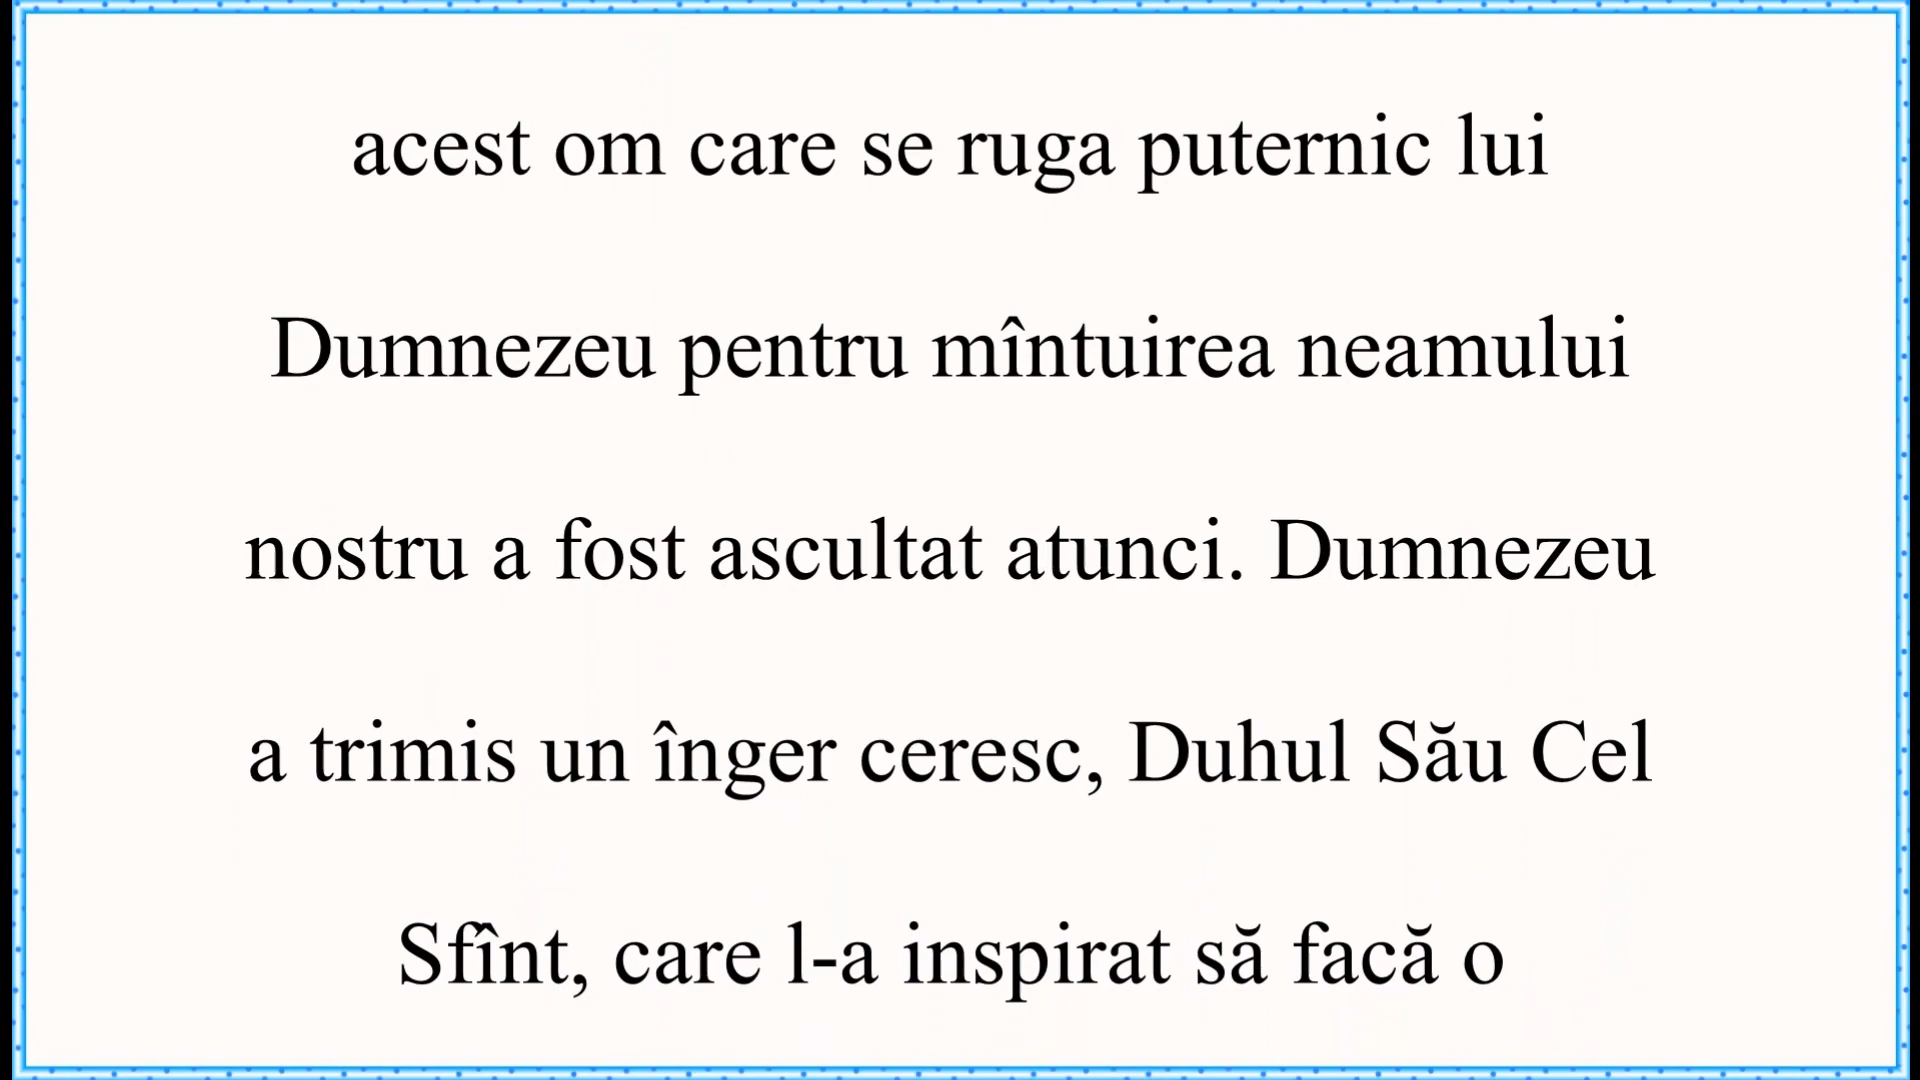 acest om care se ruga puternic lui
Dumnezeu pentru mîntuirea neamului
nostru a fost ascultat atunci. Dumnezeu
a trimis un înger ceresc, Duhul Său Cel
Sfînt, care l-a inspirat să facă o